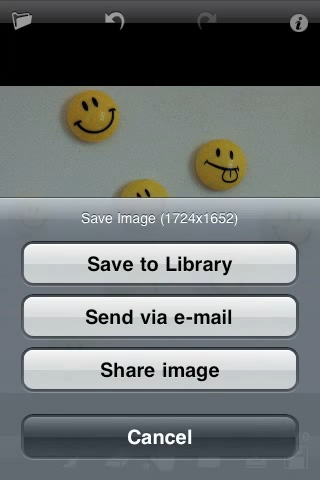 Save Image (1724x1652)
Save to Library
Send via e-mail
Share image
Cancel